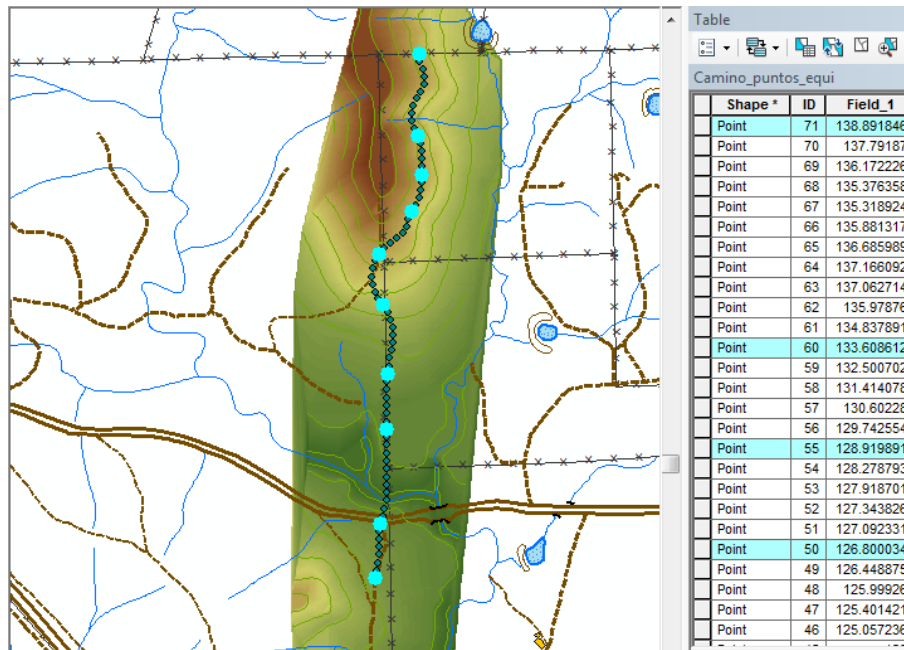 Table
Camino_puntos_equi
Shape * ID Field_1
Point 71 138.891846
Point 70 137.79187
Point 69 136.172226
Point 68 135.376358
Point 67 135.318924
Point 66 135.881317
Point 65 136.685989
Point 64 137.166092
Point 63 137.062714
Point 62 135.97876
Point 61 134.837891
Point 60 133.608612
Point 59 132.500702
Point 58 131.414078
Point 57 130.60228
Point 56 129.742554
Point 55 128.919891
Point 54 128.278793
Point 53 127.918701
Point 52 127.343826
Point 51 127.092331
Point 50 126.800034
Point 49 126.448875
Point 48 125.99926
Point 47 125.401421
Point 46 125.057236